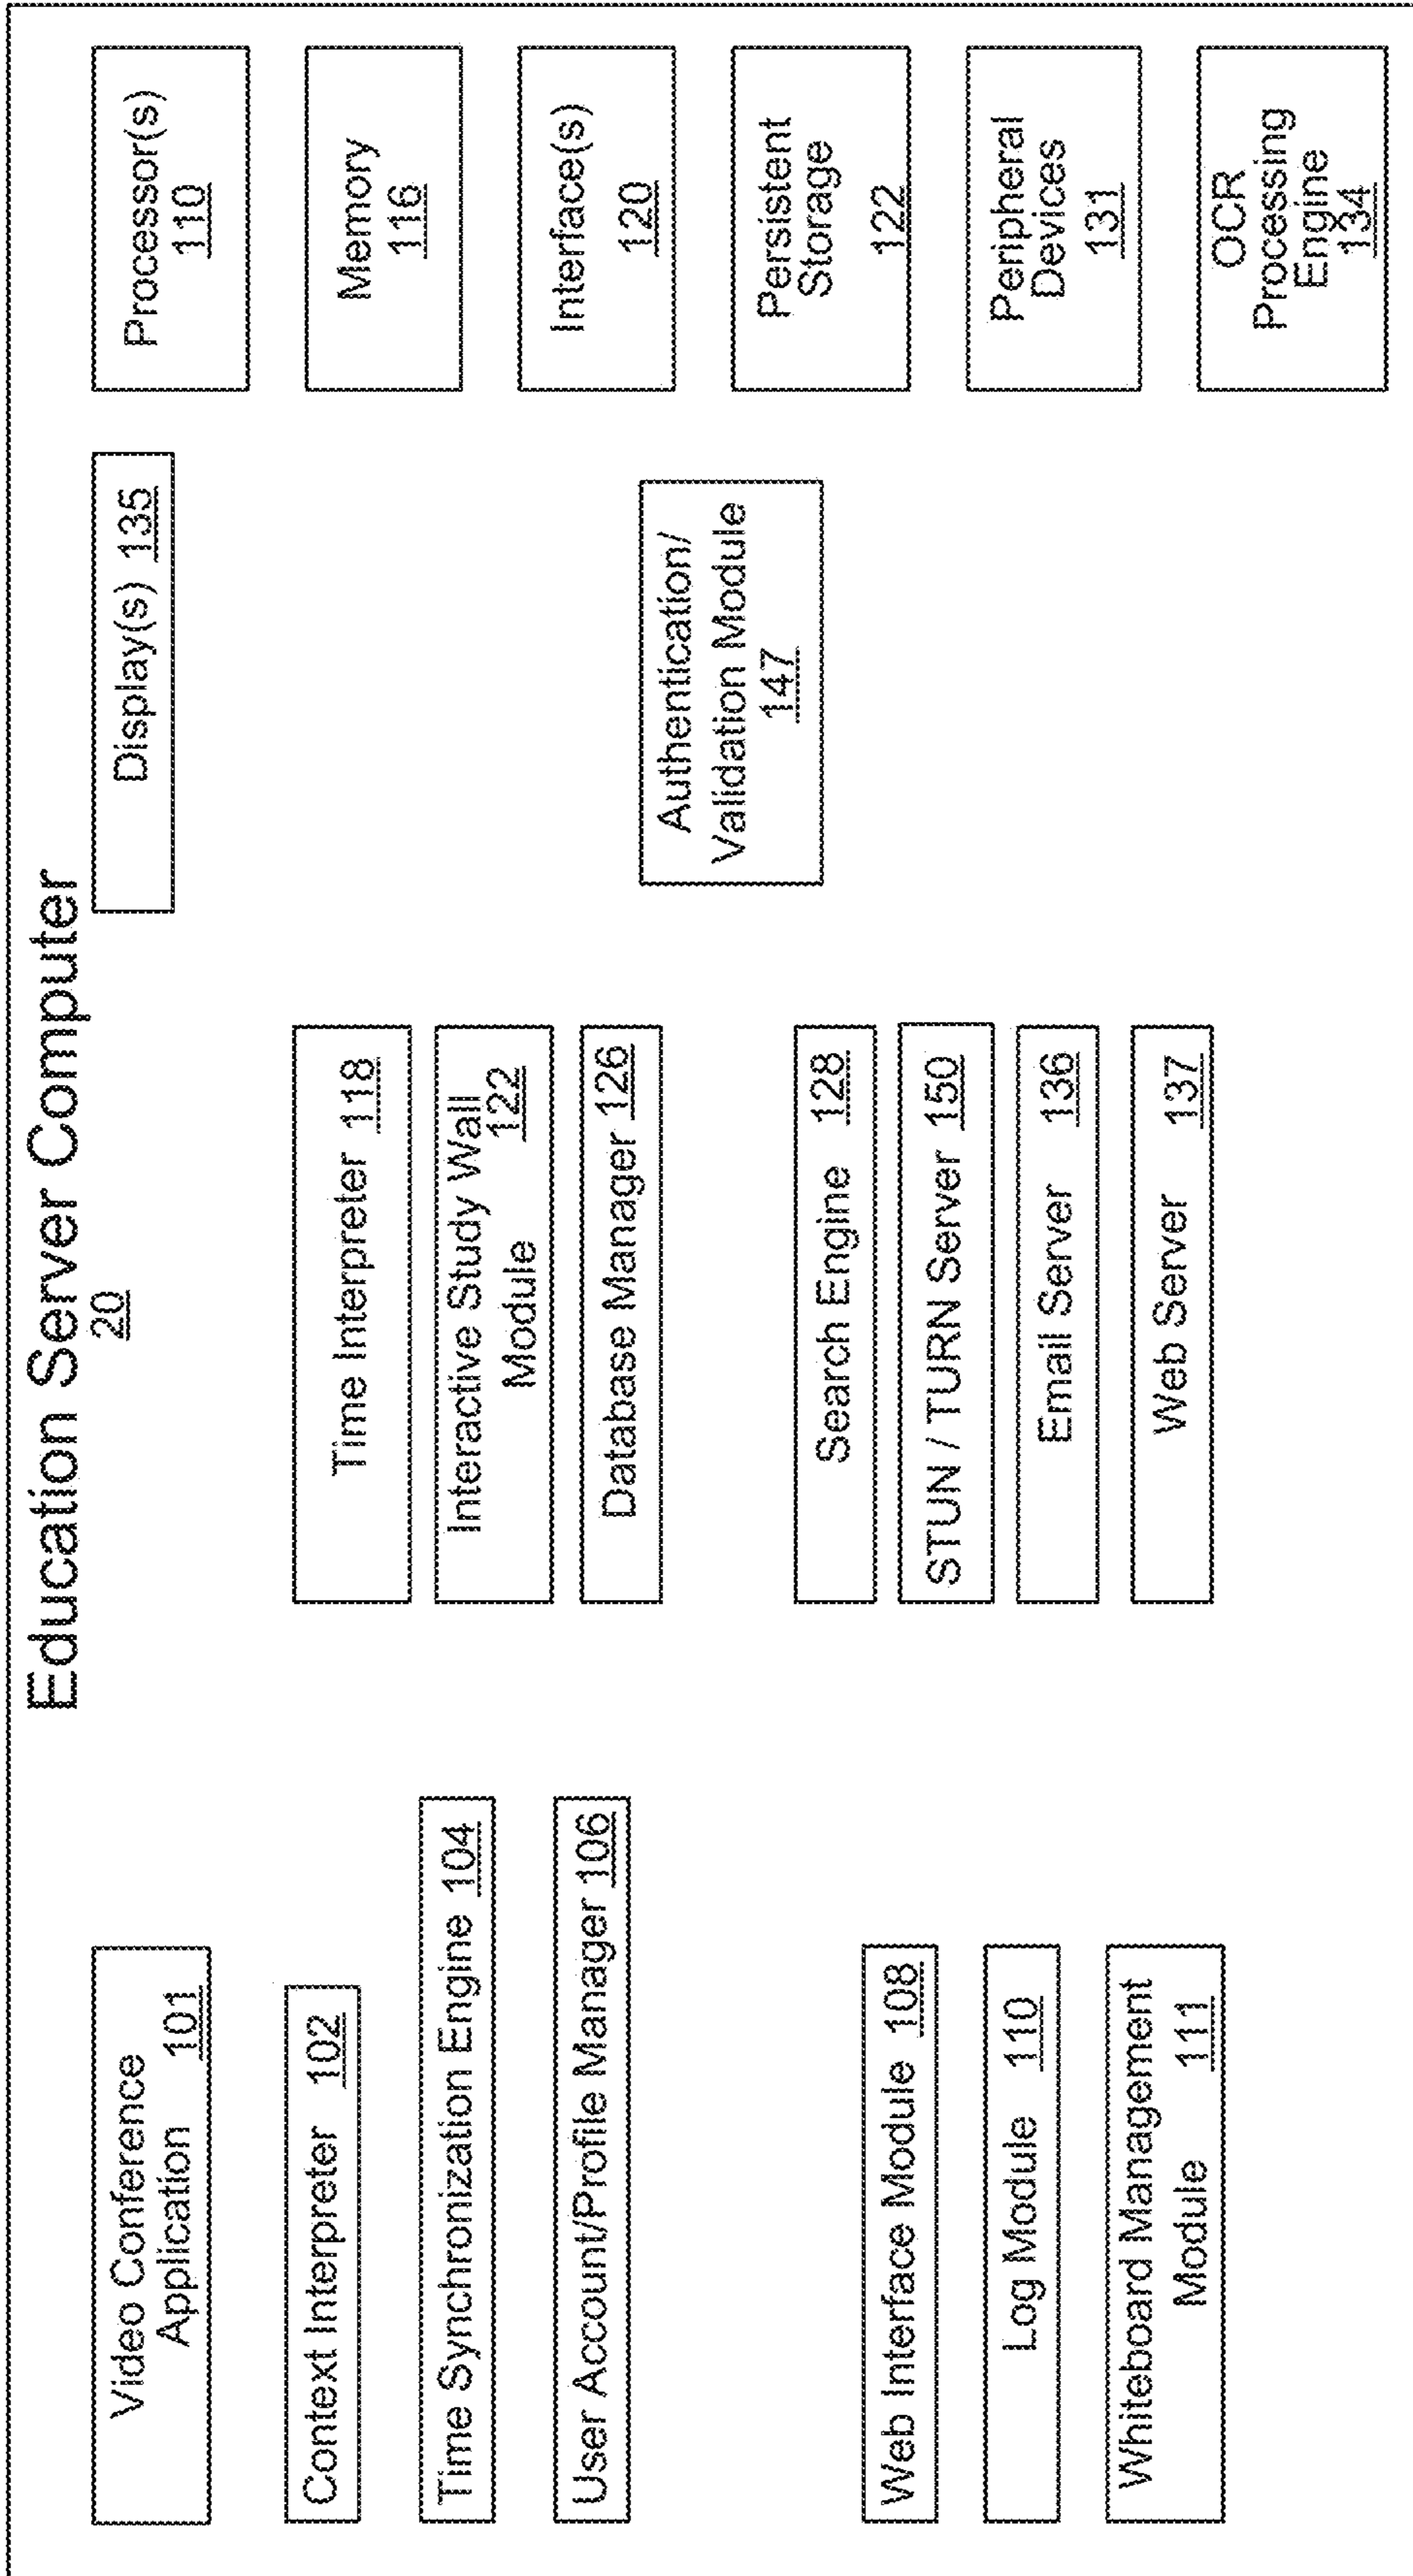 Education Server Computer
20
Video Conference
Application 101
Context Interpreter 102
Time Synchronization Engine 104
User Account/Profile Manager 106
Web Interface Module 108
Log Module 110
Whiteboard Management
Module 111
Time Interpreter 118
Interactive Study Wall
Module 122
Database Manager 126
Search Engine 128
STUN / TURN Server 150
Email Server 136
Web Server 137
Display(s) 135
Authentication/
Validation Module
147
Processor(s)
110
Memory
116
Interface(s)
120
Persistent
Storage
122
Peripheral
Devices
131
OCR
Processing
Engine
134